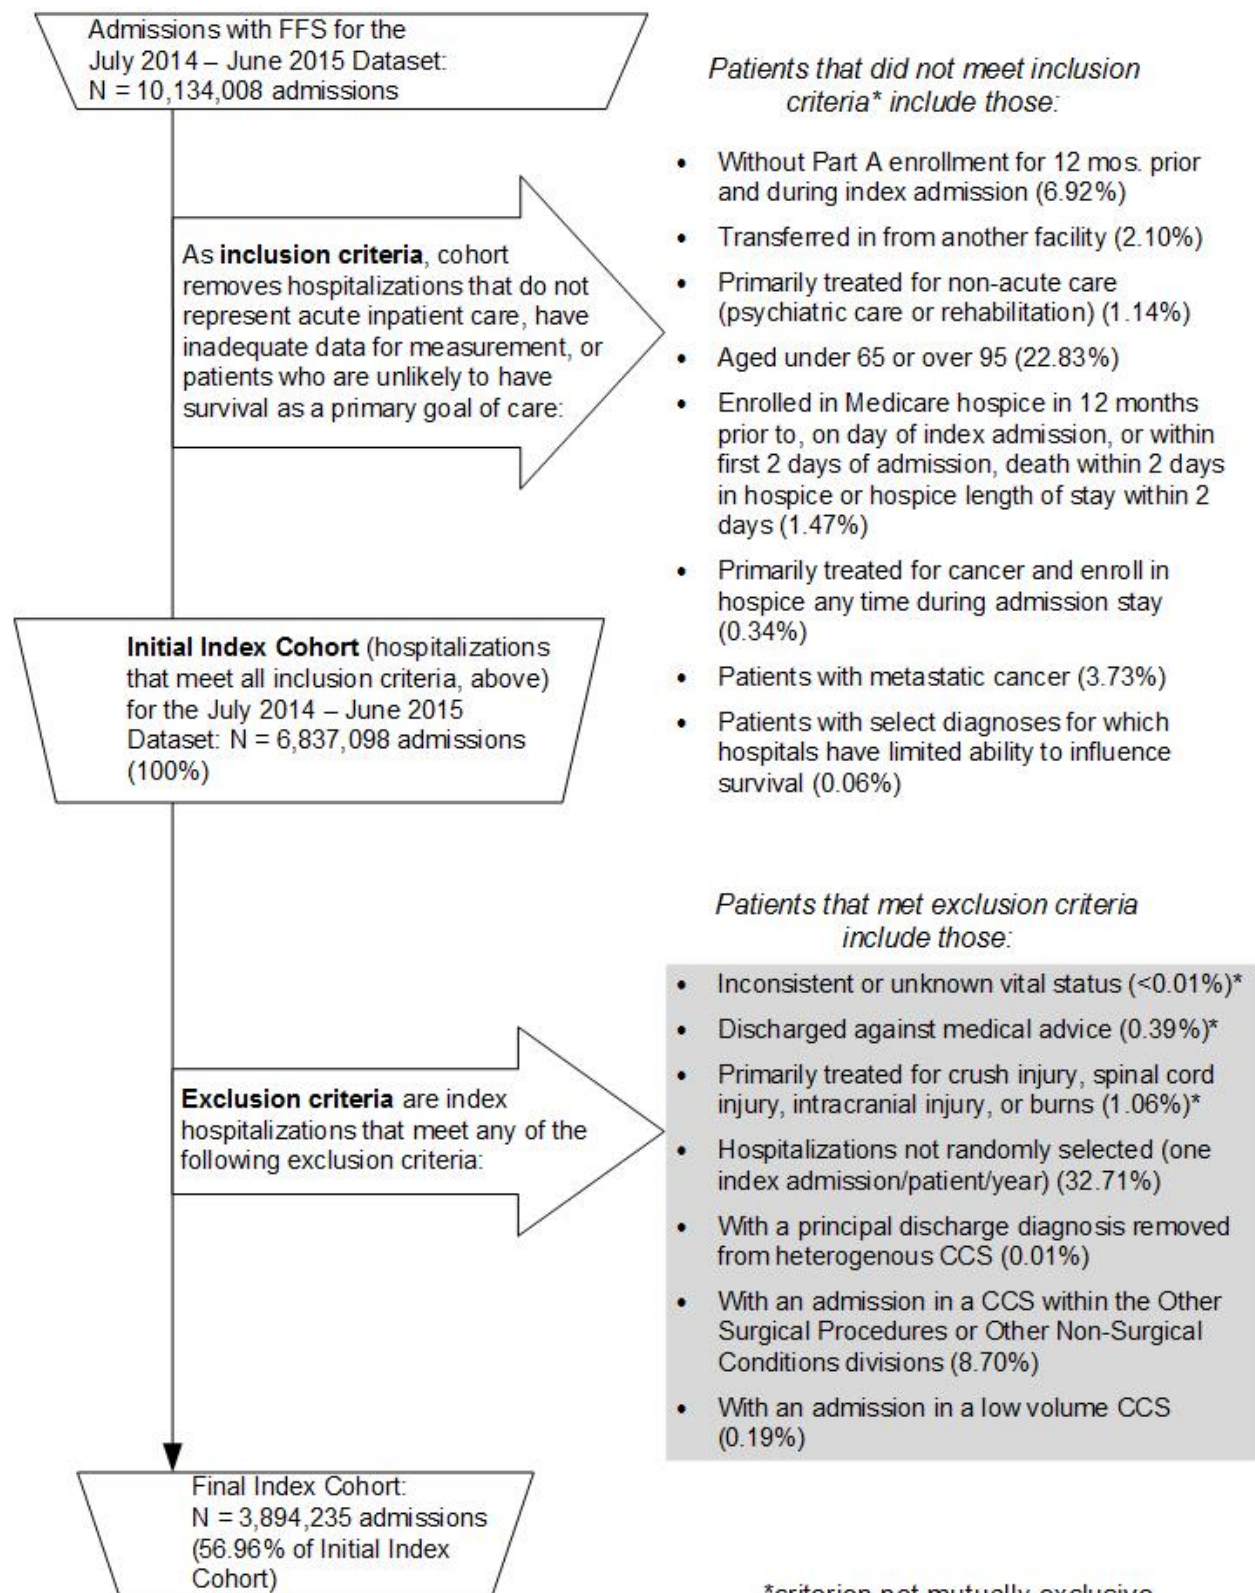 Admissions with FFS for the
July 2014 – June 2015 Dataset:
N = 10,134,008 admissions
Patients that did not meet inclusion
criteria* include those:
• Without Part A enrollment for 12 mos. prior
and during index admission (6.92%)
• Transferred in from another facility (2.10%)
• Primarily treated for non-acute care
(psychiatric care or rehabilitation) (1.14%)
• Aged under 65 or over 95 (22.83%)
• Enrolled in Medicare hospice in 12 months
prior to, on day of index admission, or within
first 2 days of admission, death within 2 days
in hospice or hospice length of stay within 2
days (1.47%)
• Primarily treated for cancer and enroll in
hospice any time during admission stay
(0.34%)
• Patients with metastatic cancer (3.73%)
• Patients with select diagnoses for which
hospitals have limited ability to influence
survival (0.06%)
As inclusion criteria, cohort
removes hospitalizations that do not
represent acute inpatient care, have
inadequate data for measurement, or
patients who are unlikely to have
survival as a primary goal of care:
Initial Index Cohort (hospitalizations
that meet all inclusion criteria, above)
for the July 2014 – June 2015
Dataset: N = 6,837,098 admissions
(100%)
Patients that met exclusion criteria
include those:
• Inconsistent or unknown vital status (<0.01%)*
• Discharged against medical advice (0.39%)*
• Primarily treated for crush injury, spinal cord
injury, intracranial injury, or burns (1.06%)*
• Hospitalizations not randomly selected (one
index admission/patient/year) (32.71%)
• With a principal discharge diagnosis removed
from heterogenous CCS (0.01%)
• With an admission in a CCS within the Other
Surgical Procedures or Other Non-Surgical
Conditions divisions (8.70%)
• With an admission in a low volume CCS
(0.19%)
Exclusion criteria are index
hospitalizations that meet any of the
following exclusion criteria:
Final Index Cohort:
N = 3,894,235 admissions
(56.96% of Initial Index
Cohort)
*criterion not mutually exclusive